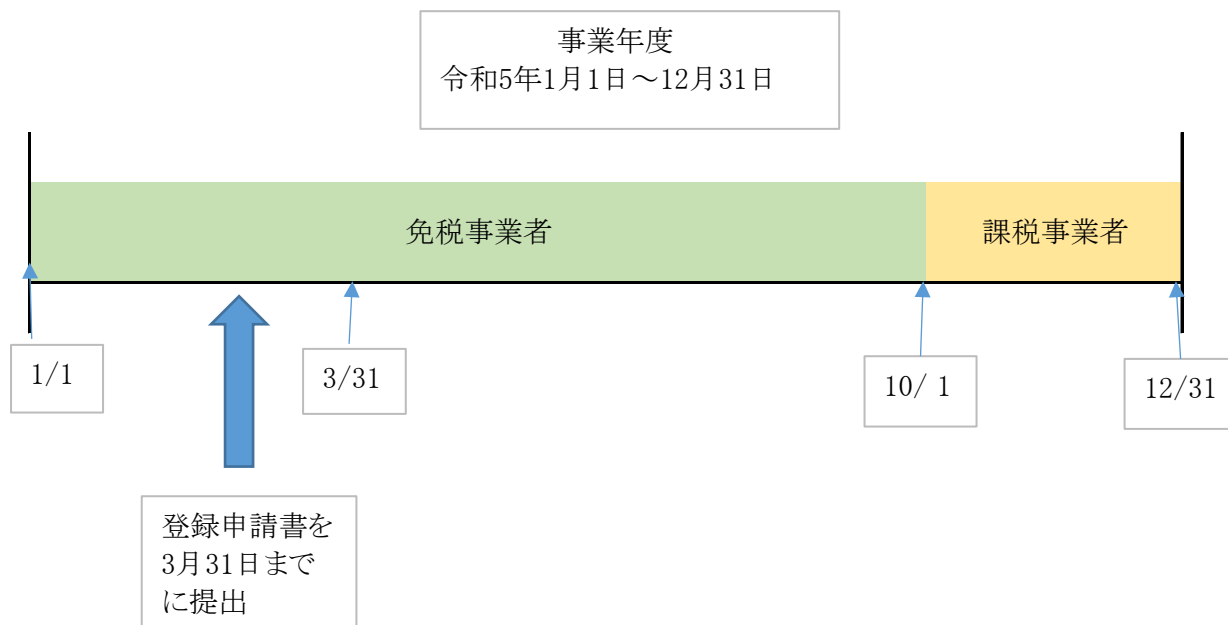 事業年度
令和5年1月1日～12月31日
免税事業者
課税事業者
1/1
3/31
10/ 1
12/31
登録申請書を
3月31日まで
に提出